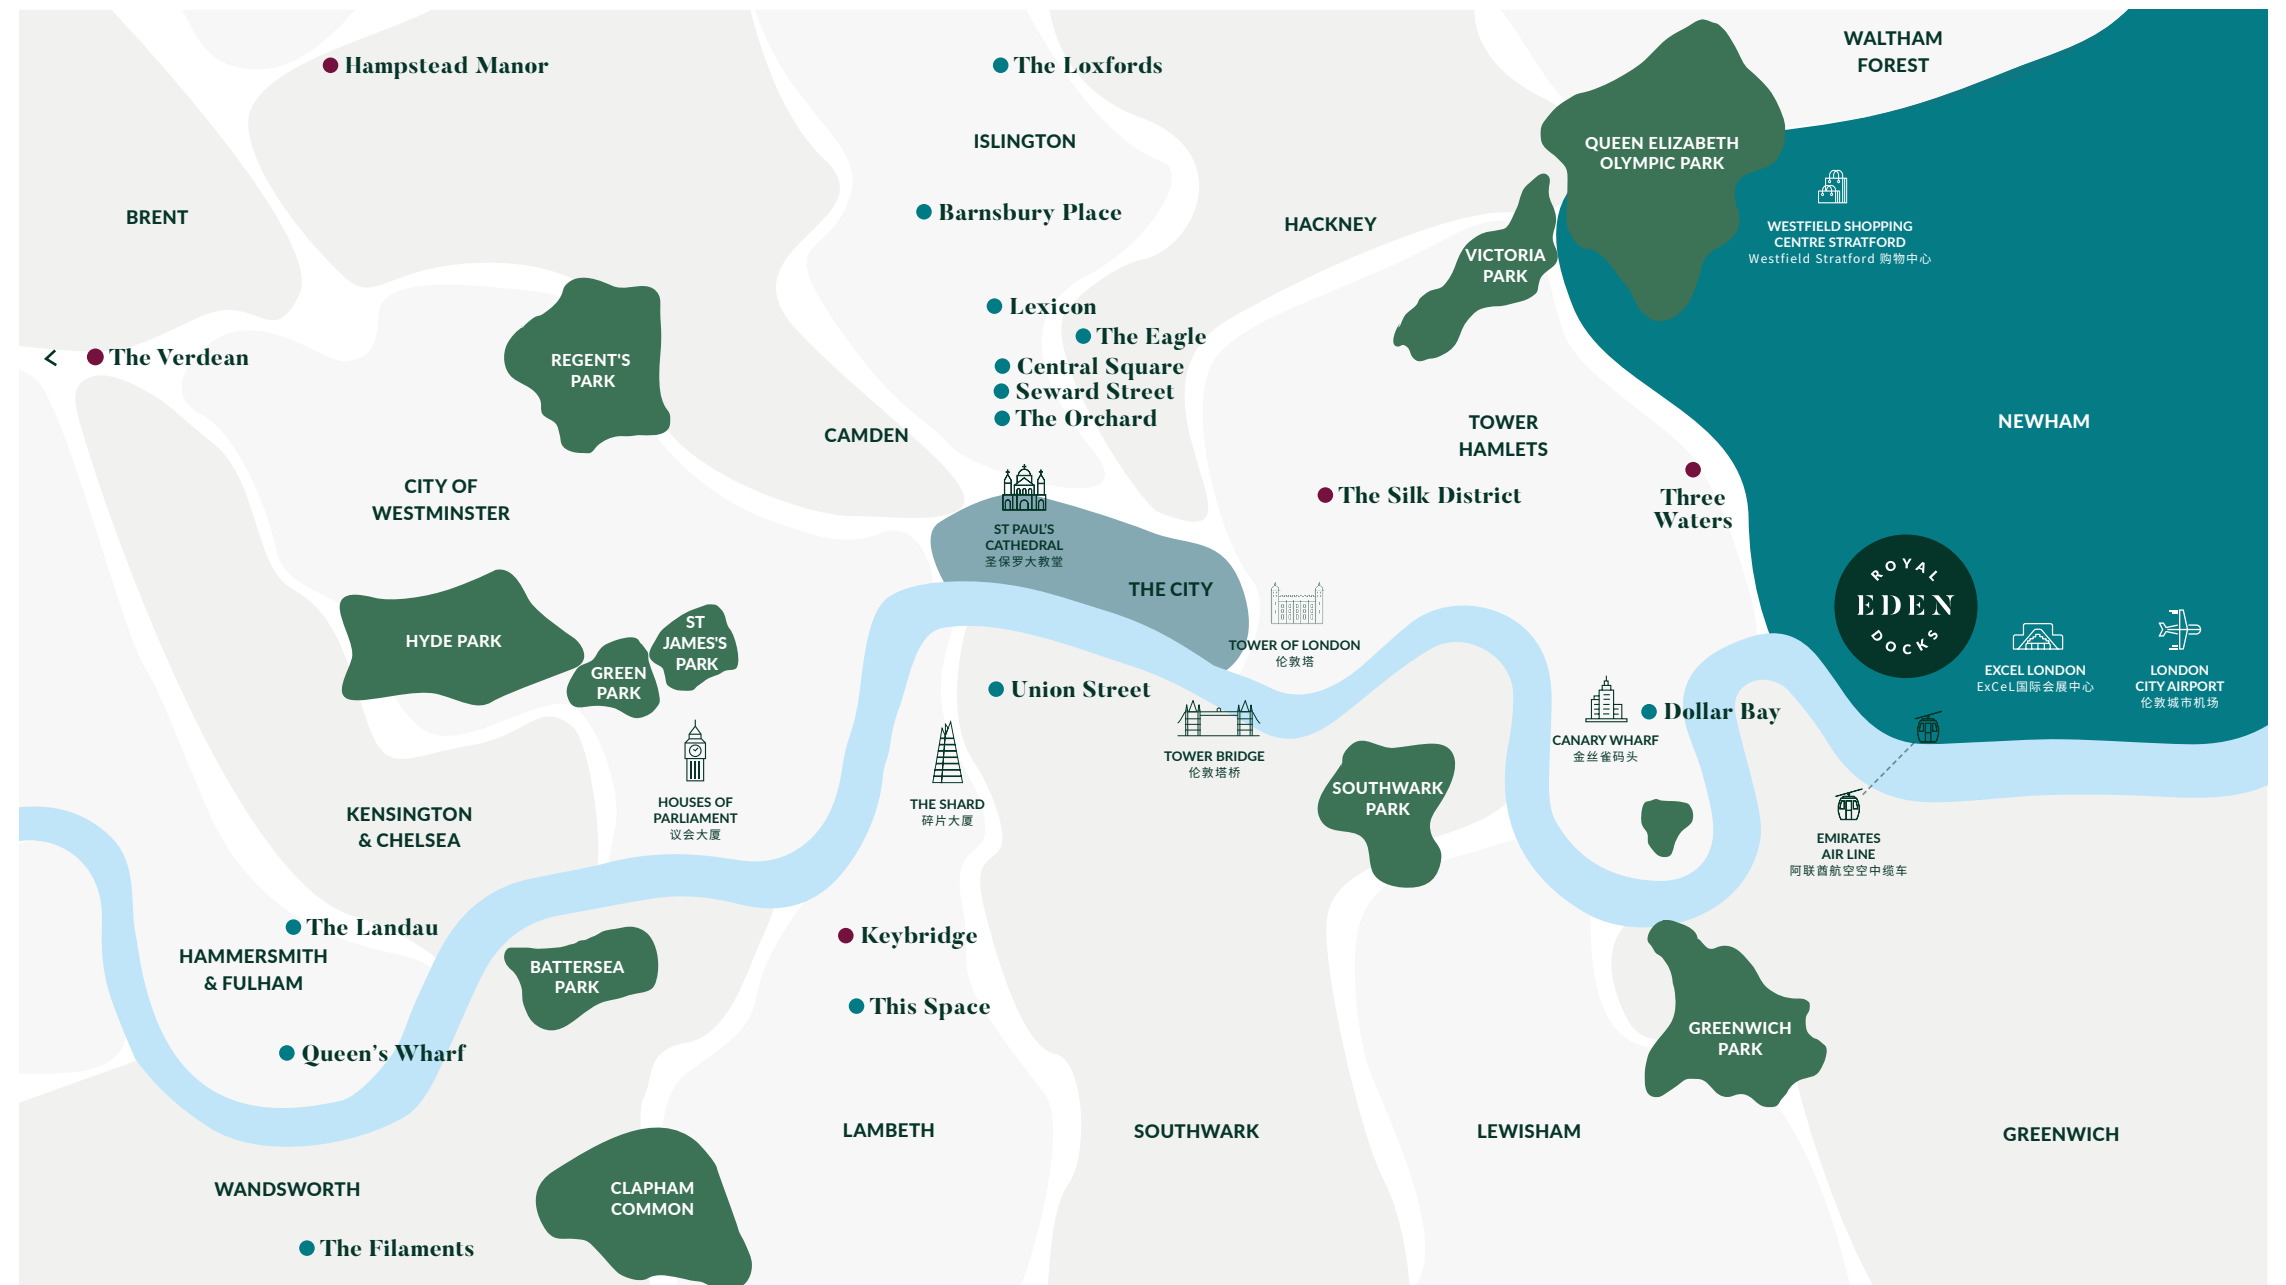 Hampstead Manor
The Loxfords
WALTHAM
FOREST
ISLINGTON
QUEEN ELIZABETH
OLYMPIC PARK
BRENT
Barnsbury Place
HACKNEY
WESTFIELD SHOPPING
CENTRE STRATFORD
Westfield Stratford 购物中心
VICTORIA
PARK
Lexicon
The Eagle
The Verdean
REGENT'S
PARK
Central Square
Seward Street
The Orchard
CAMDEN
TOWER
HAMLETS
NEWHAM
CITY OF
WESTMINSTER
The Silk District
Three
Waters
ST PAUL'S
CATHEDRAL
圣保罗大教堂
THE CITY
ROYAL
EDEN
DOCKS
HYDE PARK
ST
JAMES'S
PARK
GREEN
PARK
TOWER OF LONDON
伦敦塔
EXCEL LONDON
ExCeL国际会展中心
LONDON
CITY AIRPORT
伦敦城市机场
Union Street
Dollar Bay
CANARY WHARF
金丝雀码头
TOWER BRIDGE
伦敦塔桥
SOUTHWARK
PARK
KENSINGTON
& CHELSEA
HOUSES OF
PARLIAMENT
议会大厦
THE SHARD
碎片大厦
EMIRATES
AIR LINE
阿联酋航空空中缆车
The Landau
HAMMERSMITH
& FULHAM
BATTERSEA
PARK
Keybridge
This Space
Queen's Wharf
GREENWICH
PARK
LAMBETH
SOUTHWARK
LEWISHAM
GREENWICH
WANDSWORTH
CLAPHAM
COMMON
The Filaments